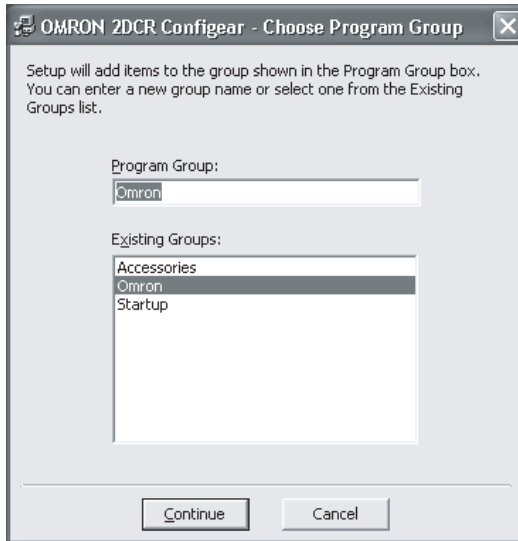 OMRON 2DCR Configear - Choose Program Group
Setup will add items to the group shown in the Program Group box.
You can enter a new group name or select one from the Existing
Groups list.
Program Group:
Omron
Existing Groups:
Accessories
Omron
Startup
Continue
Cancel